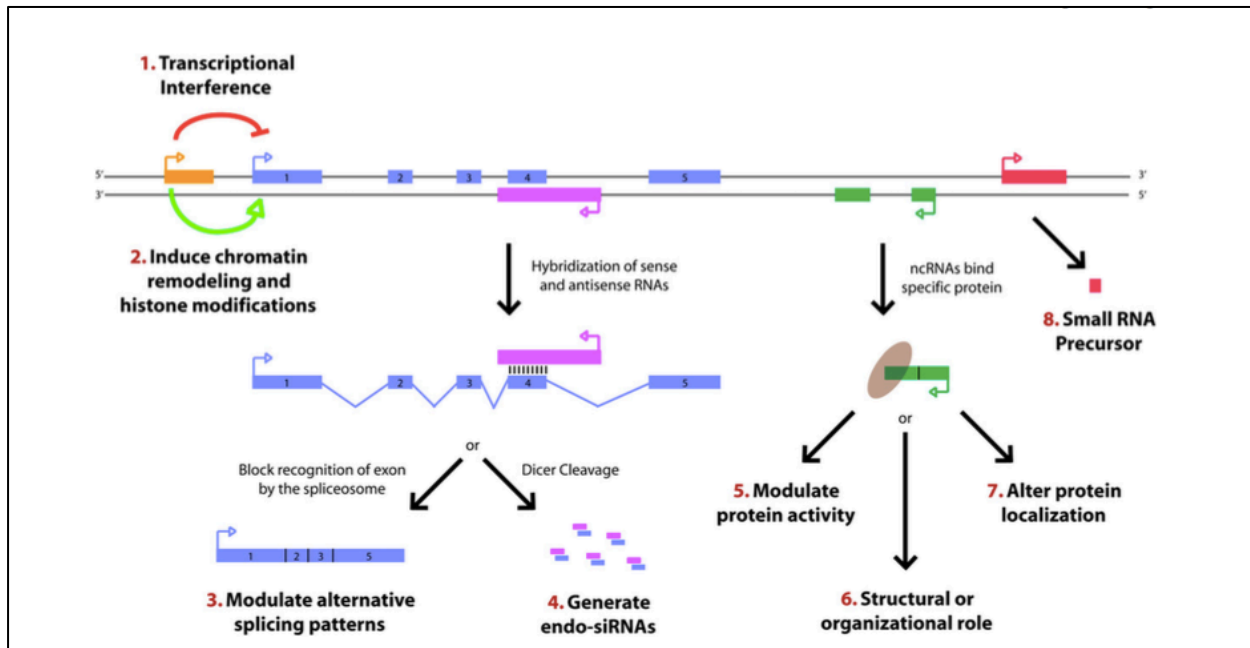 1. Transcriptional
Interference
5' 1 2 3 4 5 3'
3' 5'
2. Induce chromatin
remodeling and
histone modifications
Hybridization of sense
and antisense RNAs
ncRNAs bind
specific protein
8. Small RNA
Precursor
1 2 3 4 5
or
or
Block recognition of exon
by the spliceosome
Dicer Cleavage
5. Modulate
protein activity
7. Alter protein
localization
1 2 3 5
3. Modulate alternative
splicing patterns
4. Generate
endo-siRNAs
6. Structural or
organizational role